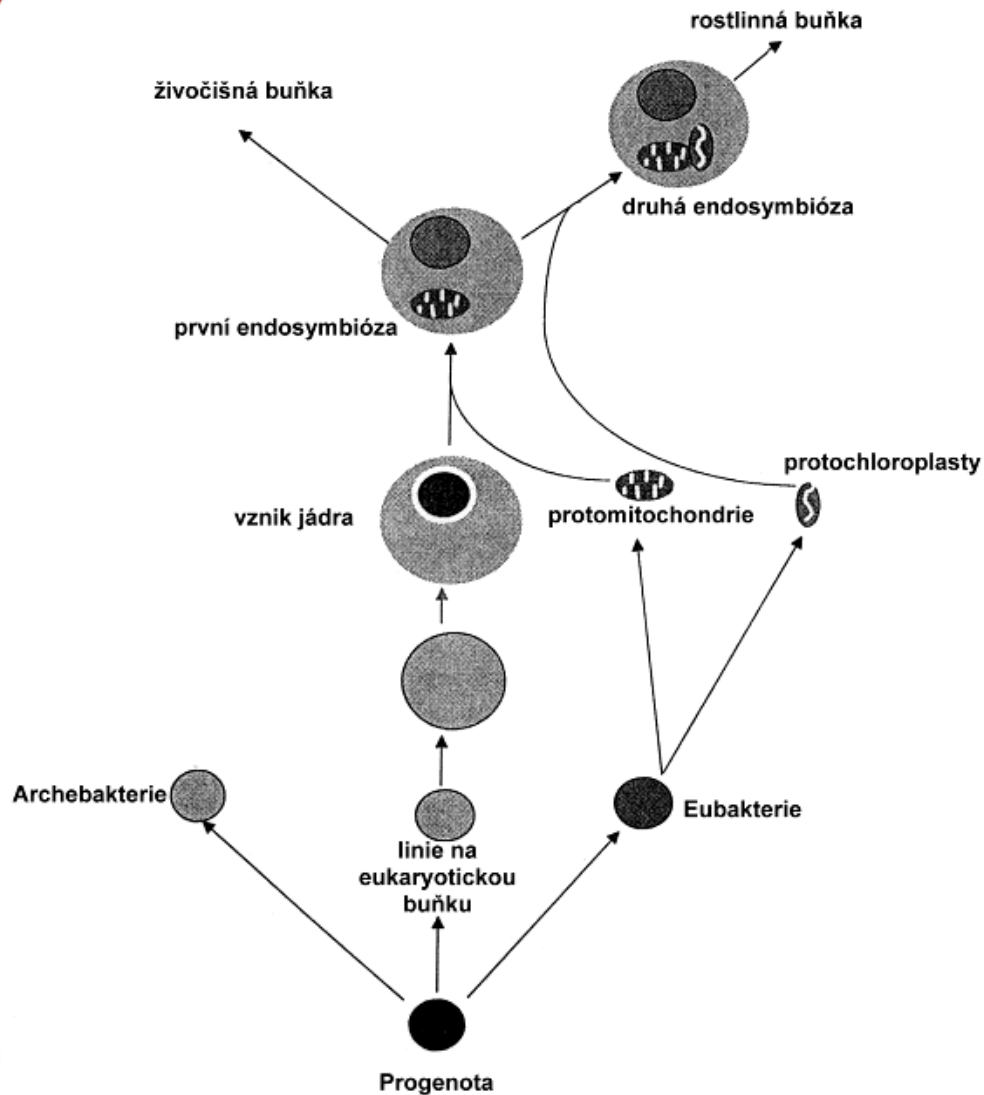 rostlinná buňka
živočišná buňka
druhá endosymbióza
první endosymbióza
protochloroplasty
vznik jádra
protomitochondrie
Archebakterie
Eubakterie
linie na
eukaryotickou
buňku
Progenota